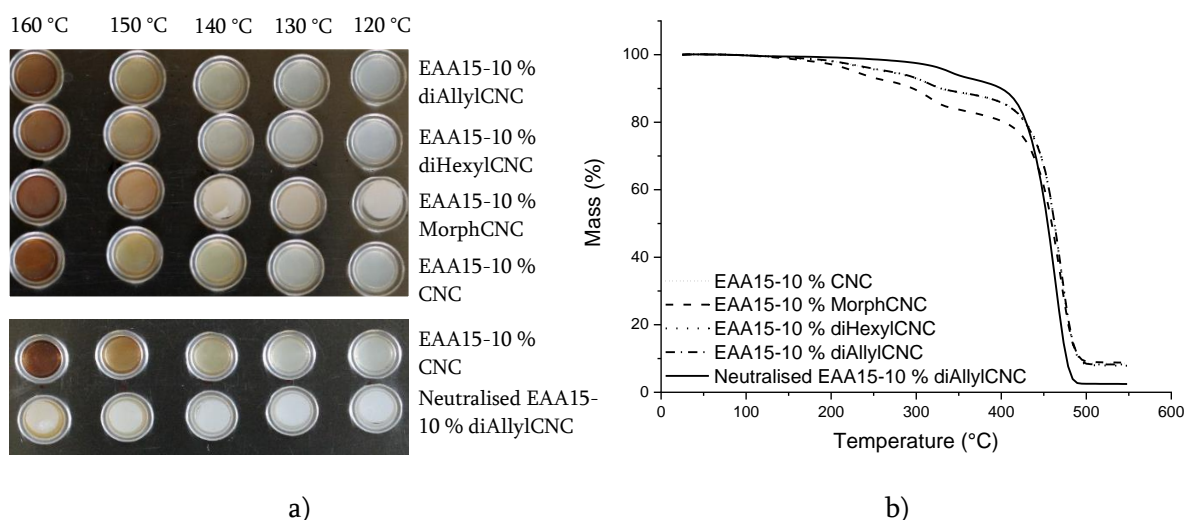 160 °C 150 °C 140 °C 130 °C 120 °C
EAA15-10 %
diAllylCNC
EAA15-10 %
diHexylCNC
EAA15-10 %
MorphCNC
EAA15-10 %
CNC
EAA15-10 %
CNC
Neutralised EAA15-
10 % diAllylCNC
a)
100
80
60
40
20
0
Mass (%)
EAA15-10 % CNC
EAA15-10 % MorphCNC
EAA15-10 % diHexylCNC
EAA15-10 % diAllylCNC
Neutralised EAA15-10 % diAllylCNC
0 100 200 300 400 500 600
Temperature (°C)
b)